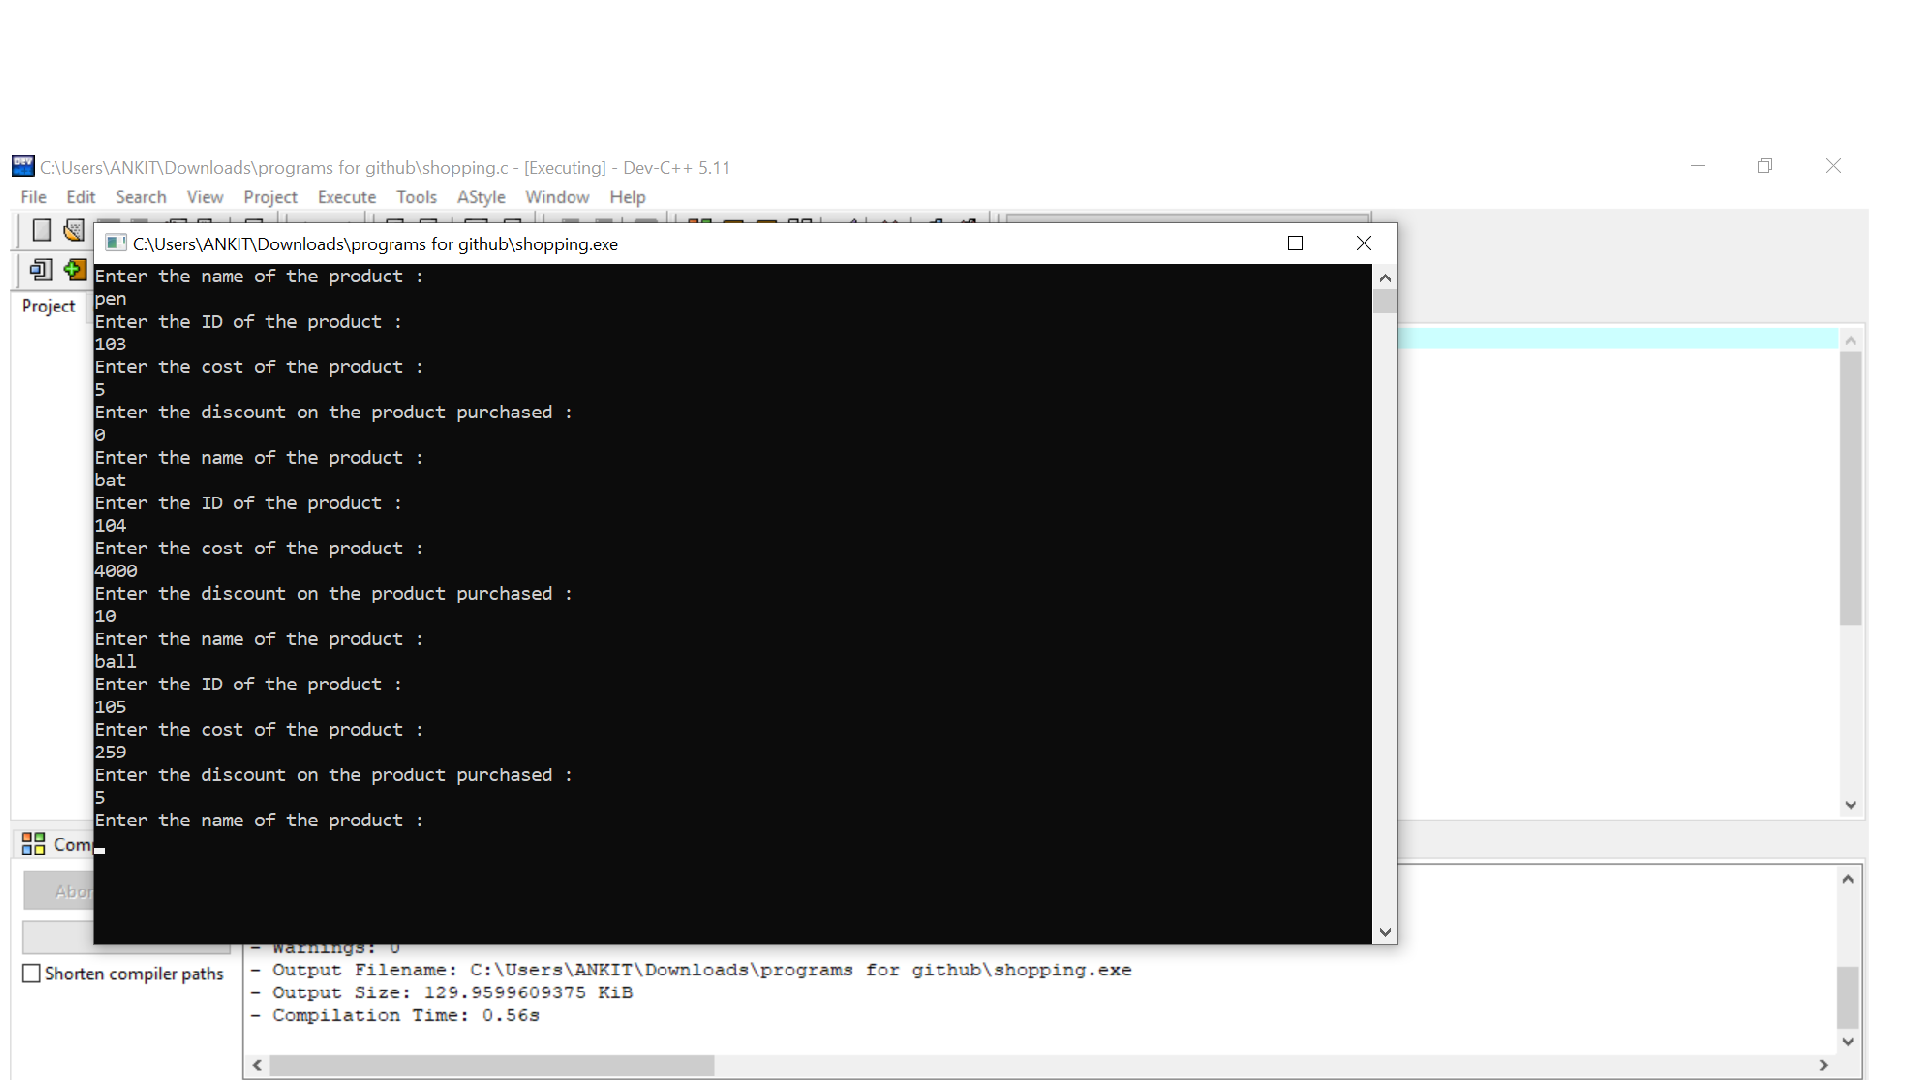 C:\Users\ANKIT\Downloads\programs for github\shopping.c - [Executing] - Dev-C++ 5.11
File Edit Search View Project Execute Tools AStyle Window Help
C:\Users\ANKIT\Downloads\programs for github\shopping.exe
Project
Enter the name of the product :
pen
Enter the ID of the product :
103
Enter the cost of the product :
5
Enter the discount on the product purchased :
0
Enter the name of the product :
bat
Enter the ID of the product :
104
Enter the cost of the product :
4000
Enter the discount on the product purchased :
10
Enter the name of the product :
ball
Enter the ID of the product :
105
Enter the cost of the product :
259
Enter the discount on the product purchased :
5
Enter the name of the product :
- Warnings: 0
Shorten compiler paths
- Output Filename: C:\Users\ANKIT\Downloads\programs for github\shopping.exe
- Output Size: 129.9599609375 KiB
- Compilation Time: 0.56s